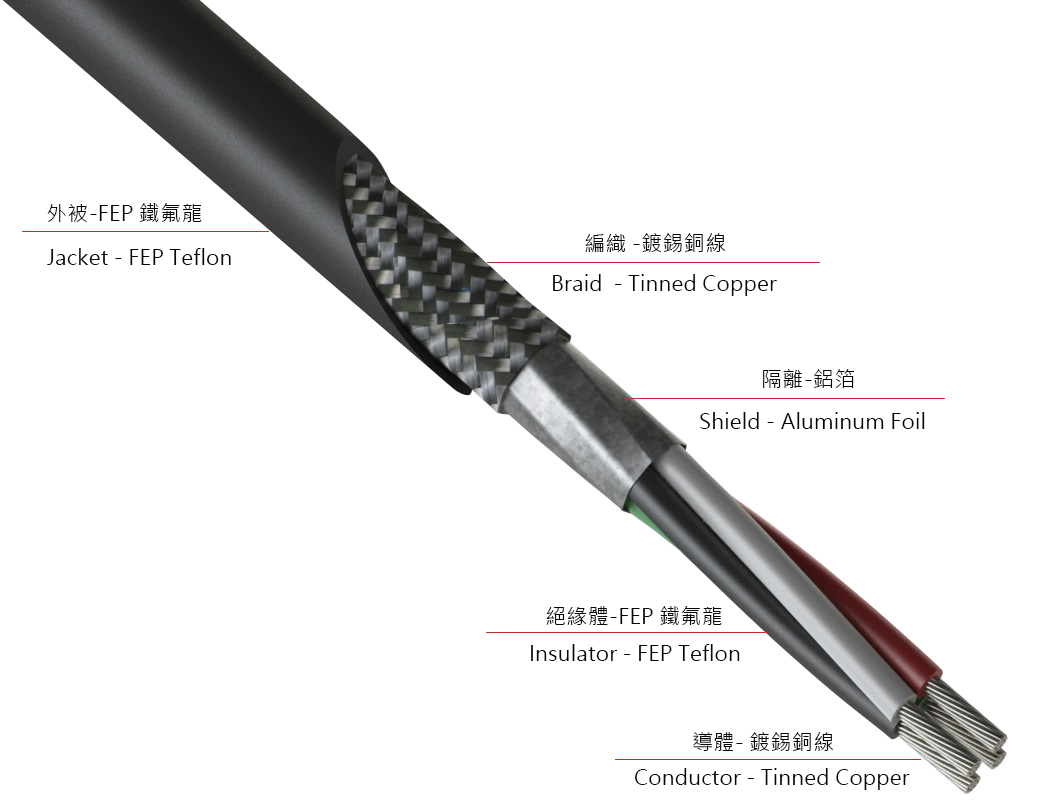 外被-FEP 鐵氟龍
Jacket - FEP Teflon
編織 -鍍錫銅線
Braid  - Tinned Copper
隔離-鋁箔
Shield - Aluminum Foil
絕緣體-FEP 鐵氟龍
Insulator - FEP Teflon
導體- 鍍錫銅線
Conductor - Tinned Copper